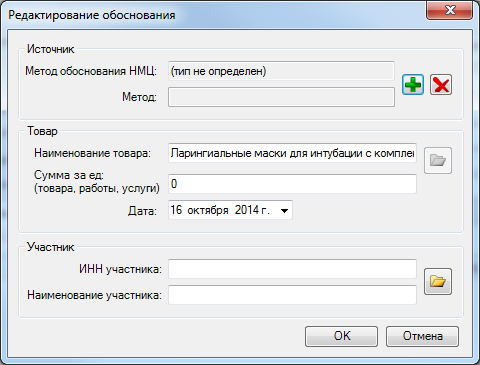 Редактирование обоснования
Источник
Метод обоснования НМЦ: (тип не определен)
Метод:
Товар
Наименование товара: Ларингиальные маски для интубации с комплек
Сумма за ед:
(товара, работы, услуги) 0
Дата: 16 октября 2014 г.
Участник
ИНН участника:
Наименование участника:
OK Отмена